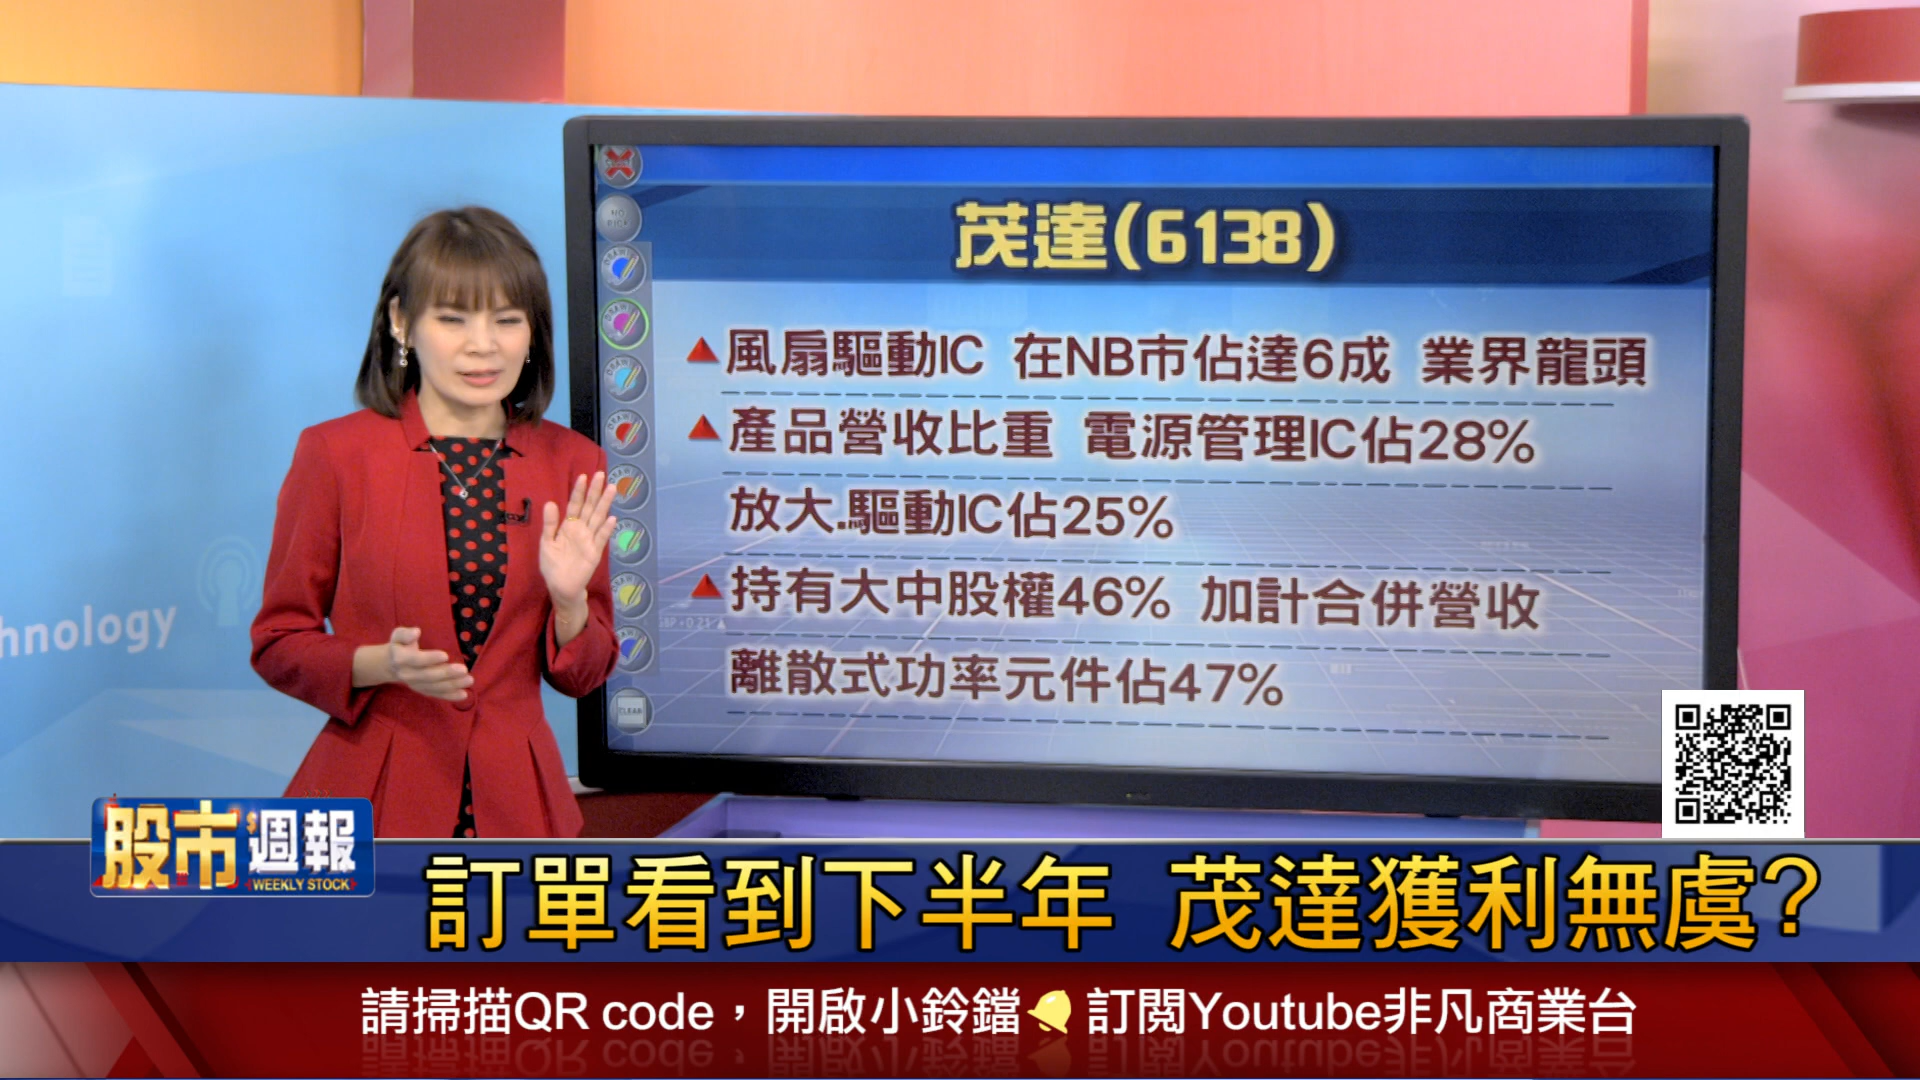 茂達(6138)
▲風扇驅動IC 在NB市佔達6成 業界龍頭
▲產品營收比重 電源管理IC佔28%
放大.驅動IC佔25%
▲持有大中股權46% 加計合併營收
離散式功率元件佔47%
hnology
CLEAR
股市週報
WEEKLY STOCK
訂單看到下半年 茂達獲利無虞?
請掃描QR code，開啟小鈴鐺🔔訂閱Youtube非凡商業台